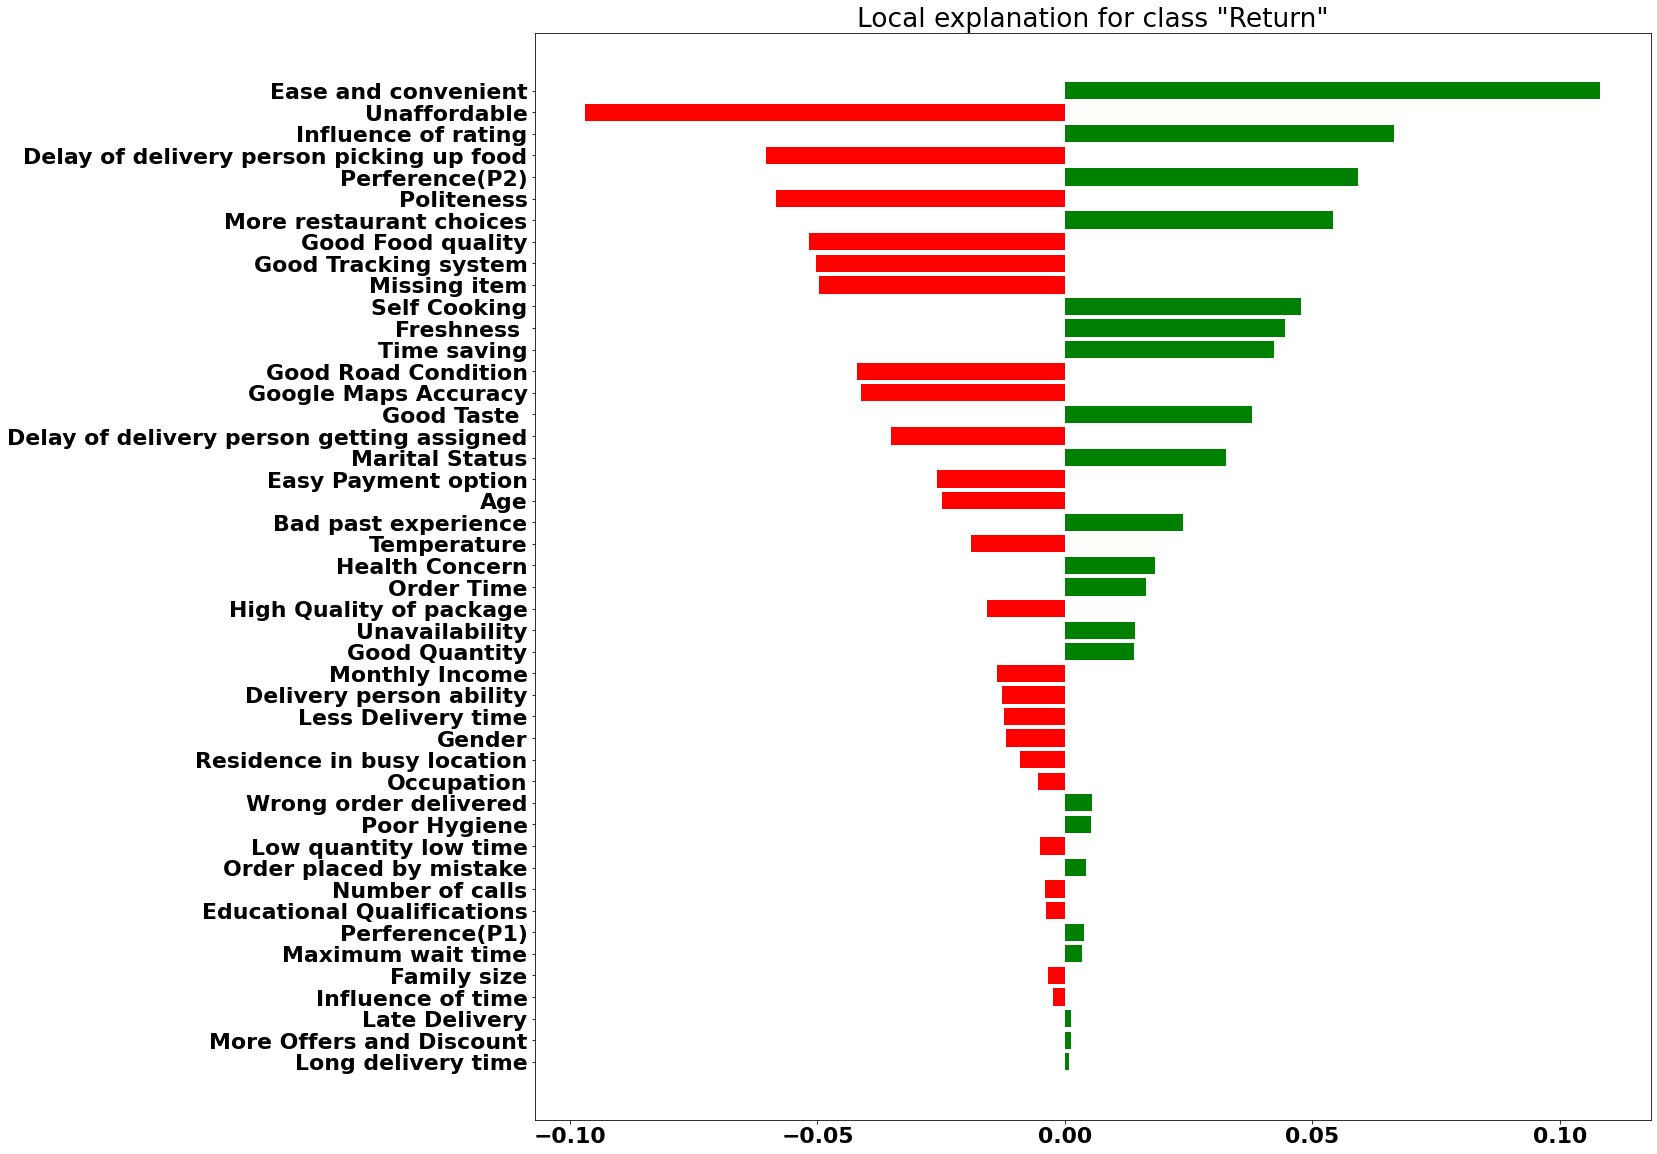 Local explanation for class "Return"
Ease and convenient
Unaffordable
Influence of rating
Delay of delivery person picking up food
Perference(P2)
Politeness
More restaurant choices
Good Food quality
Good Tracking system
Missing item
Self Cooking
Freshness
Time saving
Good Road Condition
Google Maps Accuracy
Good Taste
Delay of delivery person getting assigned
Marital Status
Easy Payment option
Age
Bad past experience
Temperature
Health Concern
Order Time
High Quality of package
Unavailability
Good Quantity
Monthly Income
Delivery person ability
Less Delivery time
Gender
Residence in busy location
Occupation
Wrong order delivered
Poor Hygiene
Low quantity low time
Order placed by mistake
Number of calls
Educational Qualifications
Perference(P1)
Maximum wait time
Family size
Influence of time
Late Delivery
More Offers and Discount
Long delivery time
−0.10 −0.05 0.00 0.05 0.10